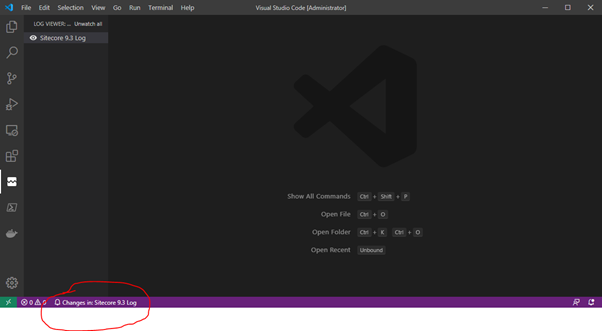 File Edit Selection View Go Run Terminal Help Visual Studio Code [Administrator]
LOG VIEWER: ... Unwatch all
Sitecore 9.3 Log
Show All Commands Ctrl + Shift + P
Open File Ctrl + O
Open Folder Ctrl + K Ctrl + O
Open Recent Unbound
0 Changes in: Sitecore 9.3 Log